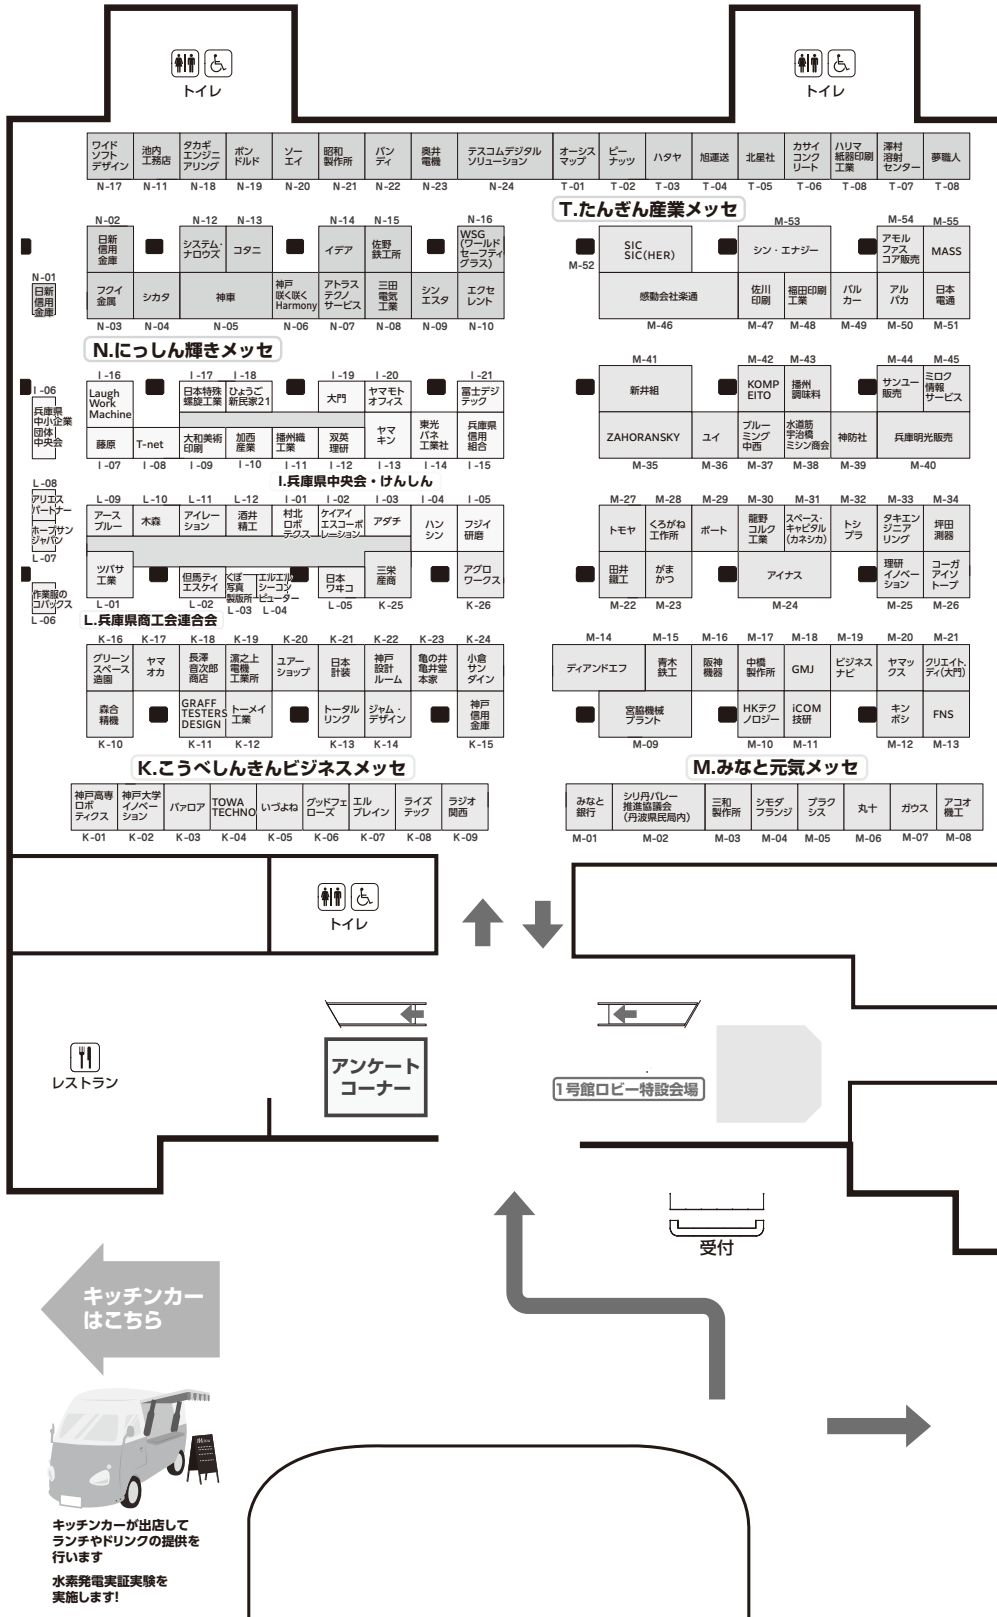 トイレ
トイレ
ワイド
ソフト
デザイン
池内
工務店
タカギ
エンジニ
アリング
ボン
ドルド
ソー
エイ
昭和
製作所
バン
ディ
奥井
電機
テスコムデジタル
ソリューション
オーシス
マップ
ピー
ナッツ
ハタヤ
旭運送
北星社
カサイ
コンク
リート
ハリマ
紙器印刷
工業
澤村
溶射
センター
夢職人
N-17 N-11 N-18 N-19 N-20 N-21 N-22 N-23 N-24 T-01 T-02 T-03 T-04 T-05 T-06 T-08 T-07 T-08
T.たんぎん産業メッセ
N-02 N-12 N-13 N-14 N-15 N-16
日新
信用
金庫
システム・
ナロウズ
コタニ
イデア
佐野
鉄工所
WSG
(ワールド
セーフティ
グラス)
N-01
日新
信用
金庫
フクイ
金属
シカタ
神車
神戸
咲く咲く
Harmony
アトラス
テクノ
サービス
三田
電気
工業
シン
エスタ
エクセ
レント
N-03 N-04 N-05 N-06 N-07 N-08 N-09 N-10
N.にっしん輝きメッセ
M-53 M-54 M-55
M-52
SIC
SIC(HER)
シン・エナジー
アモル
ファス
コア販売
MASS
感動会社楽通
佐川
印刷
福田印刷
工業
バル
カー
アル
パカ
日本
電通
M-46 M-47 M-48 M-49 M-50 M-51
I-16 I-17 I-18 I-19 I-20 I-21
I-06
兵庫県
中小企業
団体
中央会
Laugh
Work
Machine
日本特殊
螺旋工業
ひょうご
新民家21
大門
ヤマモト
オフィス
冨士デジ
テック
藤原
T-net
大和美術
印刷
加西
産業
播州織
工業
双英
理研
ヤマ
キン
東光
バネ
工業社
兵庫県
信用
組合
I-07 I-08 I-09 I-10 I-11 I-12 I-13 I-14 I-15
I.兵庫県中央会・けんしん
M-41 M-42 M-43 M-44 M-45
新井組
KOMP
EITO
播州
調味料
サンユー
販売
ミロク
情報
サービス
ZAHORANSKY
ユイ
ブルー
ミング
中西
水道筋
宇治橋
ミシン商会
神防社
兵庫明光販売
M-35 M-36 M-37 M-38 M-39 M-40
L-08
アリエス
パートナー
ホープサン
ジャパン
L-07
作業服の
コバックス
L-06
L-09 L-10 L-11 L-12 I-01 I-02 I-03 I-04 I-05
アース
ブルー
木森
アイレー
ション
酒井
精工
村北
ロボ
テクス
ケイアイ
エスコーポ
レーション
アダチ
ハン
シン
フジイ
研磨
ツバサ
工業
但馬ティ
エスケイ
くぼ
写真
製版所
エルエル
シーコン
ピューター
日本
ワキコ
三栄
産商
アグロ
ワークス
L-01 L-02 L-03 L-04 L-05 K-25 K-26
L.兵庫県商工会連合会
M-27 M-28 M-29 M-30 M-31 M-32 M-33 M-34
トモヤ
くろがね
工作所
ポート
龍野
コルク
工業
スペース・
キャピタル
(カネシカ)
トシ
プラ
タキエン
ジニア
リング
坪田
測器
田井
鐵工
がま
かつ
アイナス
理研
イノベー
ション
コーガ
アイソ
トープ
M-22 M-23 M-24 M-25 M-26
K-16 K-17 K-18 K-19 K-20 K-21 K-22 K-23 K-24
グリーン
スペース
造園
ヤマ
オカ
長澤
音次郎
商店
濵之上
電機
工業所
ユアー
ショップ
日本
計装
神戸
設計
ルーム
亀の井
亀井堂
本家
小倉
サン
ダイン
森合
精機
GRAFF
TESTERS
DESIGN
トーメイ
工業
トータル
リンク
ジャム・
デザイン
神戸
信用
金庫
K-10 K-11 K-12 K-13 K-14 K-15
K.こうべしんきんビジネスメッセ
M-14 M-15 M-16 M-17 M-18 M-19 M-20 M-21
ディアンドエフ
青木
鉄工
阪神
機器
中橋
製作所
GMJ
ビジネス
ナビ
ヤマッ
クス
クリエイト.
ディ(大門)
宮脇機械
プラント
HKテク
ノロジー
iCOM
技研
キン
ボシ
FNS
M-09 M-10 M-11 M-12 M-13
M.みなと元気メッセ
神戸高専
ロボ
ティクス
神戸大学
イノベー
ション
バァロア
TOWA
TECHNO
いづよね
グッドフェ
ローズ
エル
ブレイン
ライズ
テック
ラジオ
関西
K-01 K-02 K-03 K-04 K-05 K-06 K-07 K-08 K-09
みなと
銀行
シリ丹バレー
推進協議会
(丹波県民局内)
三和
製作所
シモダ
フランジ
プラク
シス
丸十
ガウス
アコオ
機工
M-01 M-02 M-03 M-04 M-05 M-06 M-07 M-08
トイレ
レストラン
アンケート
コーナー
1号館ロビー特設会場
受付
キッチンカー
はこちら
Menu
キッチンカーが出店して
ランチやドリンクの提供を
行います
水素発電実証実験を
実施します!